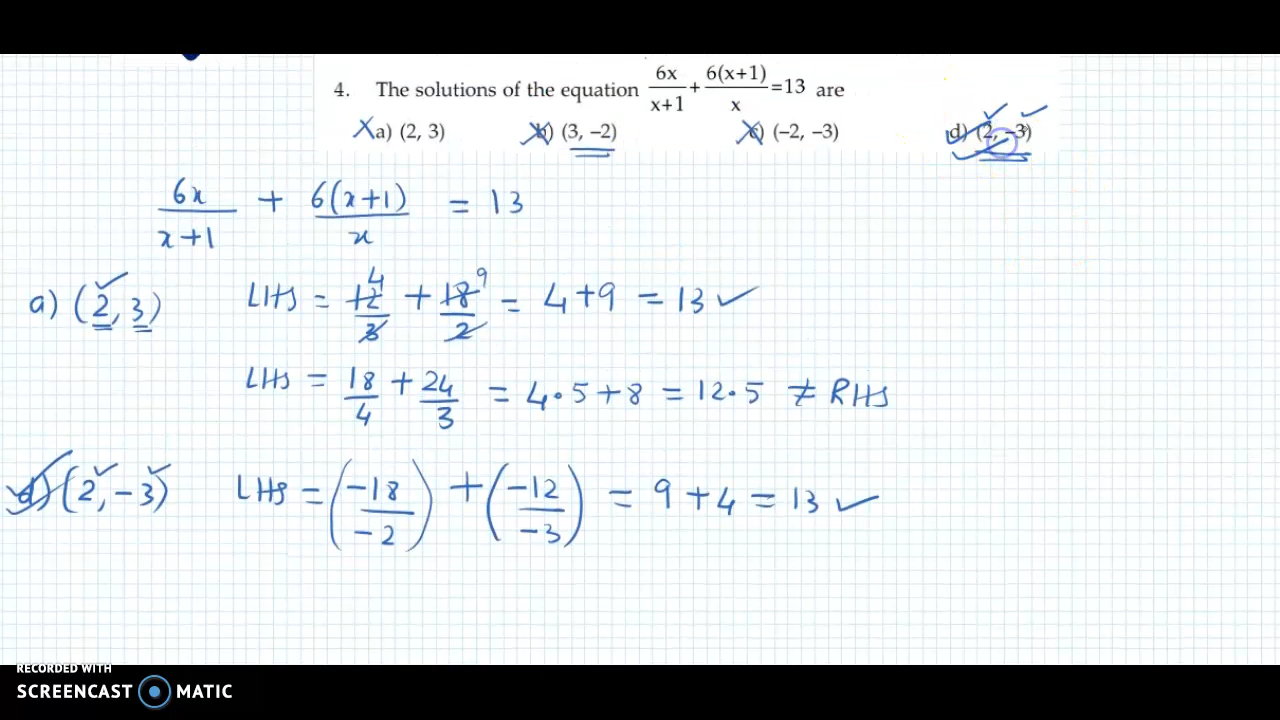 4. The solutions of the equation 6x/x+1 + 6(x+1)/x =13 are
a) (2, 3) b) (3, –2) c) (–2, –3) d) (2, –3)
6x/x+1 + 6(x+1)/x = 13
a) (2, 3) LHS = 12/3 4 + 18/2 9 = 4+9 = 13 ✓
LHS = 18/4 + 24/3 = 4.5+8 = 12.5 ≠ RHS
d) (2, -3) LHS = (-18/-2) + (-12/-3) = 9+4 = 13 ✓
RECORDED WITH
SCREENCAST MATIC